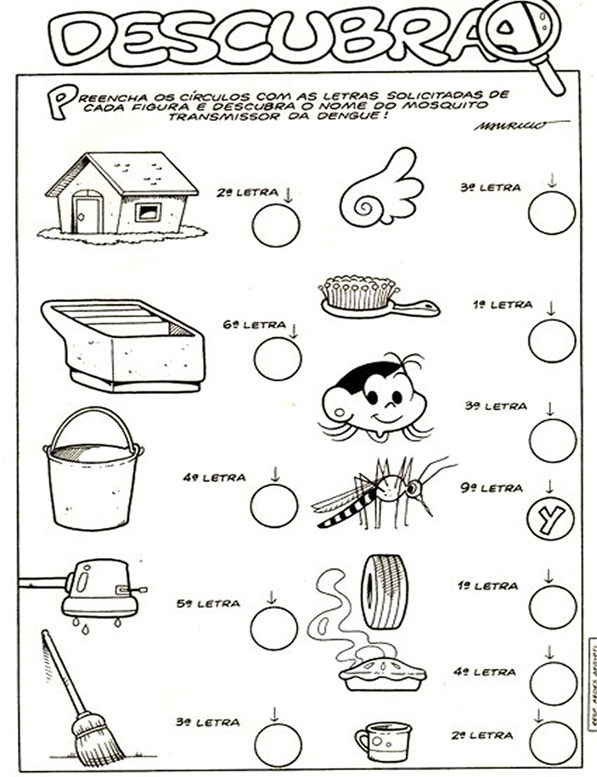 DESCUBRA
PREENCHA OS CÍRCULOS COM AS LETRAS SOLICITADAS DE
CADA FIGURA E DESCUBRA O NOME DO MOSQUITO
TRANSMISSOR DA DENGUE!
MAURICIO
2ª LETRA
3ª LETRA
1ª LETRA
6ª LETRA
3ª LETRA
4ª LETRA
9ª LETRA
Y
5ª LETRA
1ª LETRA
4ª LETRA
3ª LETRA
2ª LETRA